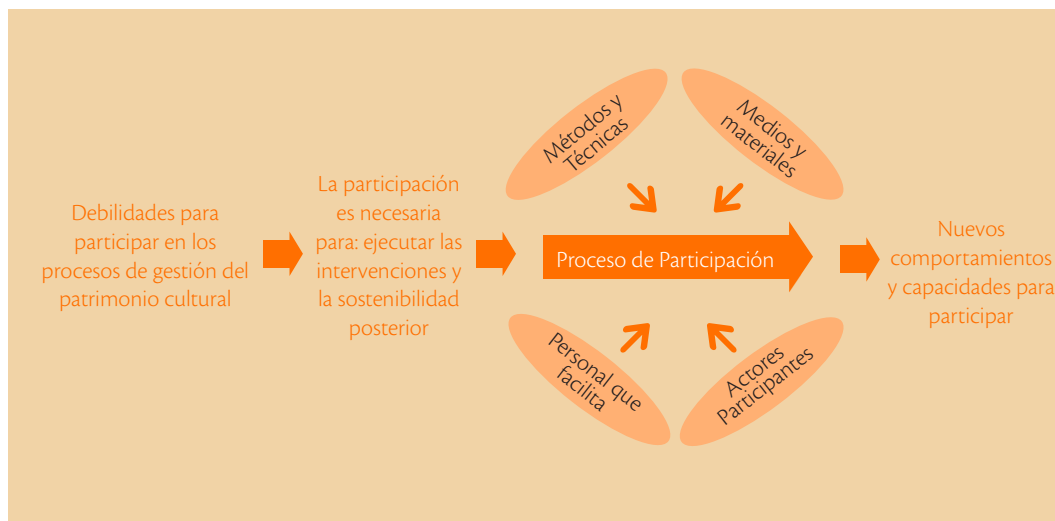 Debilidades para
participar en los
procesos de gestión del
patrimonio cultural
La participación
es necesaria
para: ejecutar las
intervenciones y
la sostenibilidad
posterior
Métodos y
Técnicas
Medios y
materiales
Proceso de Participación
Personal que
facilita
Actores
Participantes
Nuevos
comportamientos
y capacidades para
participar